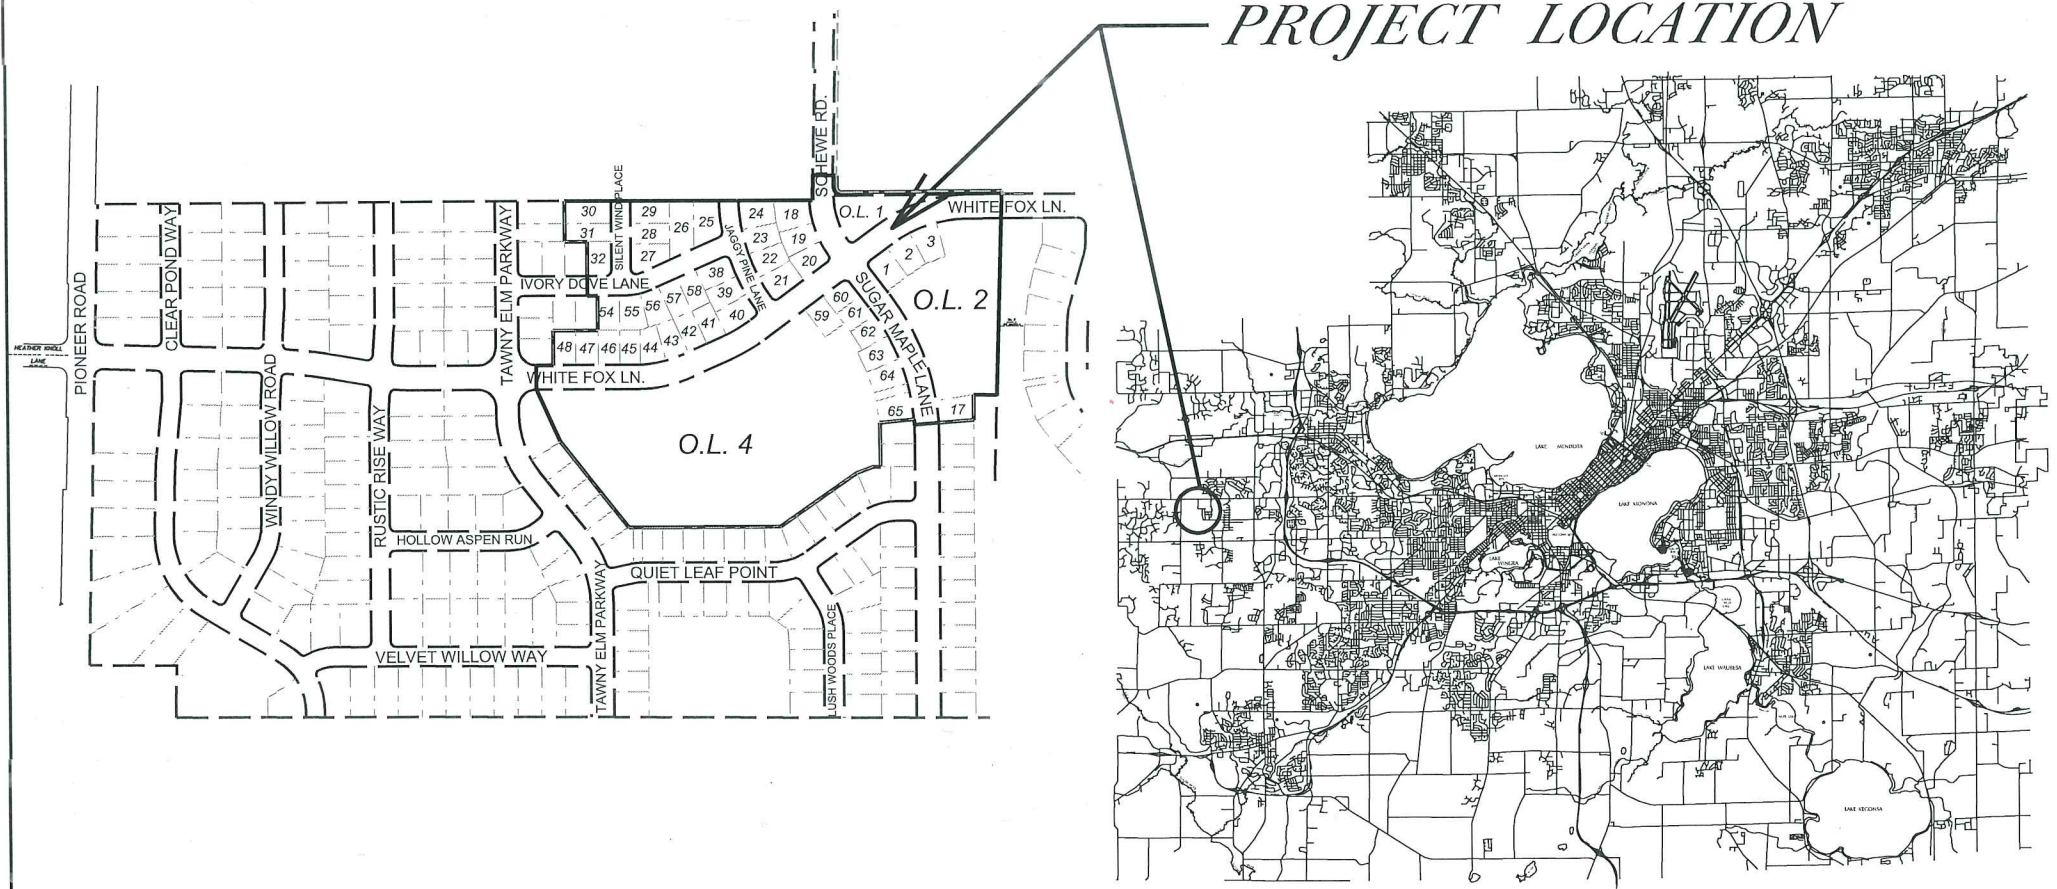 PROJECT LOCATION
SCHEWE RD.
SILENT WIND PLACE
CLEAR POND WAY
TAWNY ELM PARKWAY
30
29
24
18
O.L. 1
WHITE FOX LN.
31
28
26
25
23
19
3
32
27
22
20
2
1
JAGGY PINE LANE
21
38
IVORY DOVE LANE
39
40
54
55
56
57
58
60
59
61
62
O.L. 2
SUGAR MAPLE LANE
48
47
46
45
44
43
42
41
63
64
65
17
WHITE FOX LN.
HEATHER KNOLL
LANE
PIONEER ROAD
WINDY WILLOW ROAD
RUSTIC RISE WAY
O.L. 4
HOLLOW ASPEN RUN
QUIET LEAF POINT
TAWNY ELM PARKWAY
LUSH WOODS PLACE
VELVET WILLOW WAY
LAKE MENDOTA
LAKE MONONA
LAKE
WINGRA
LAKE WAUBESA
LAKE KEGONSA